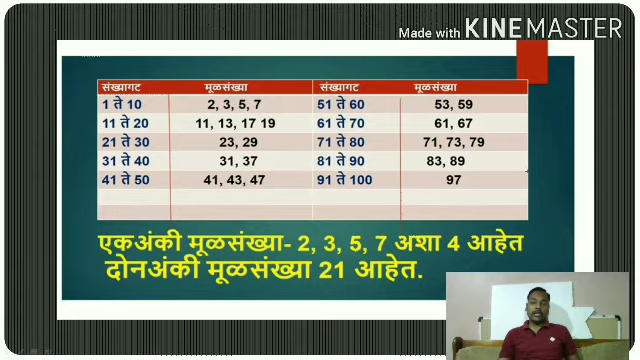 Made with KINEMASTER
संख्यागट मूळसंख्या संख्यागट मूळसंख्या
1 ते 10 2, 3, 5, 7 51 ते 60 53, 59
11 ते 20 11, 13, 17 19 61 ते 70 61, 67
21 ते 30 23, 29 71 ते 80 71, 73, 79
31 ते 40 31, 37 81 ते 90 83, 89
41 ते 50 41, 43, 47 91 ते 100 97
एकअंकी मूळसंख्या- 2, 3, 5, 7 अशा 4 आहेत
दोनअंकी मूळसंख्या 21 आहेत.